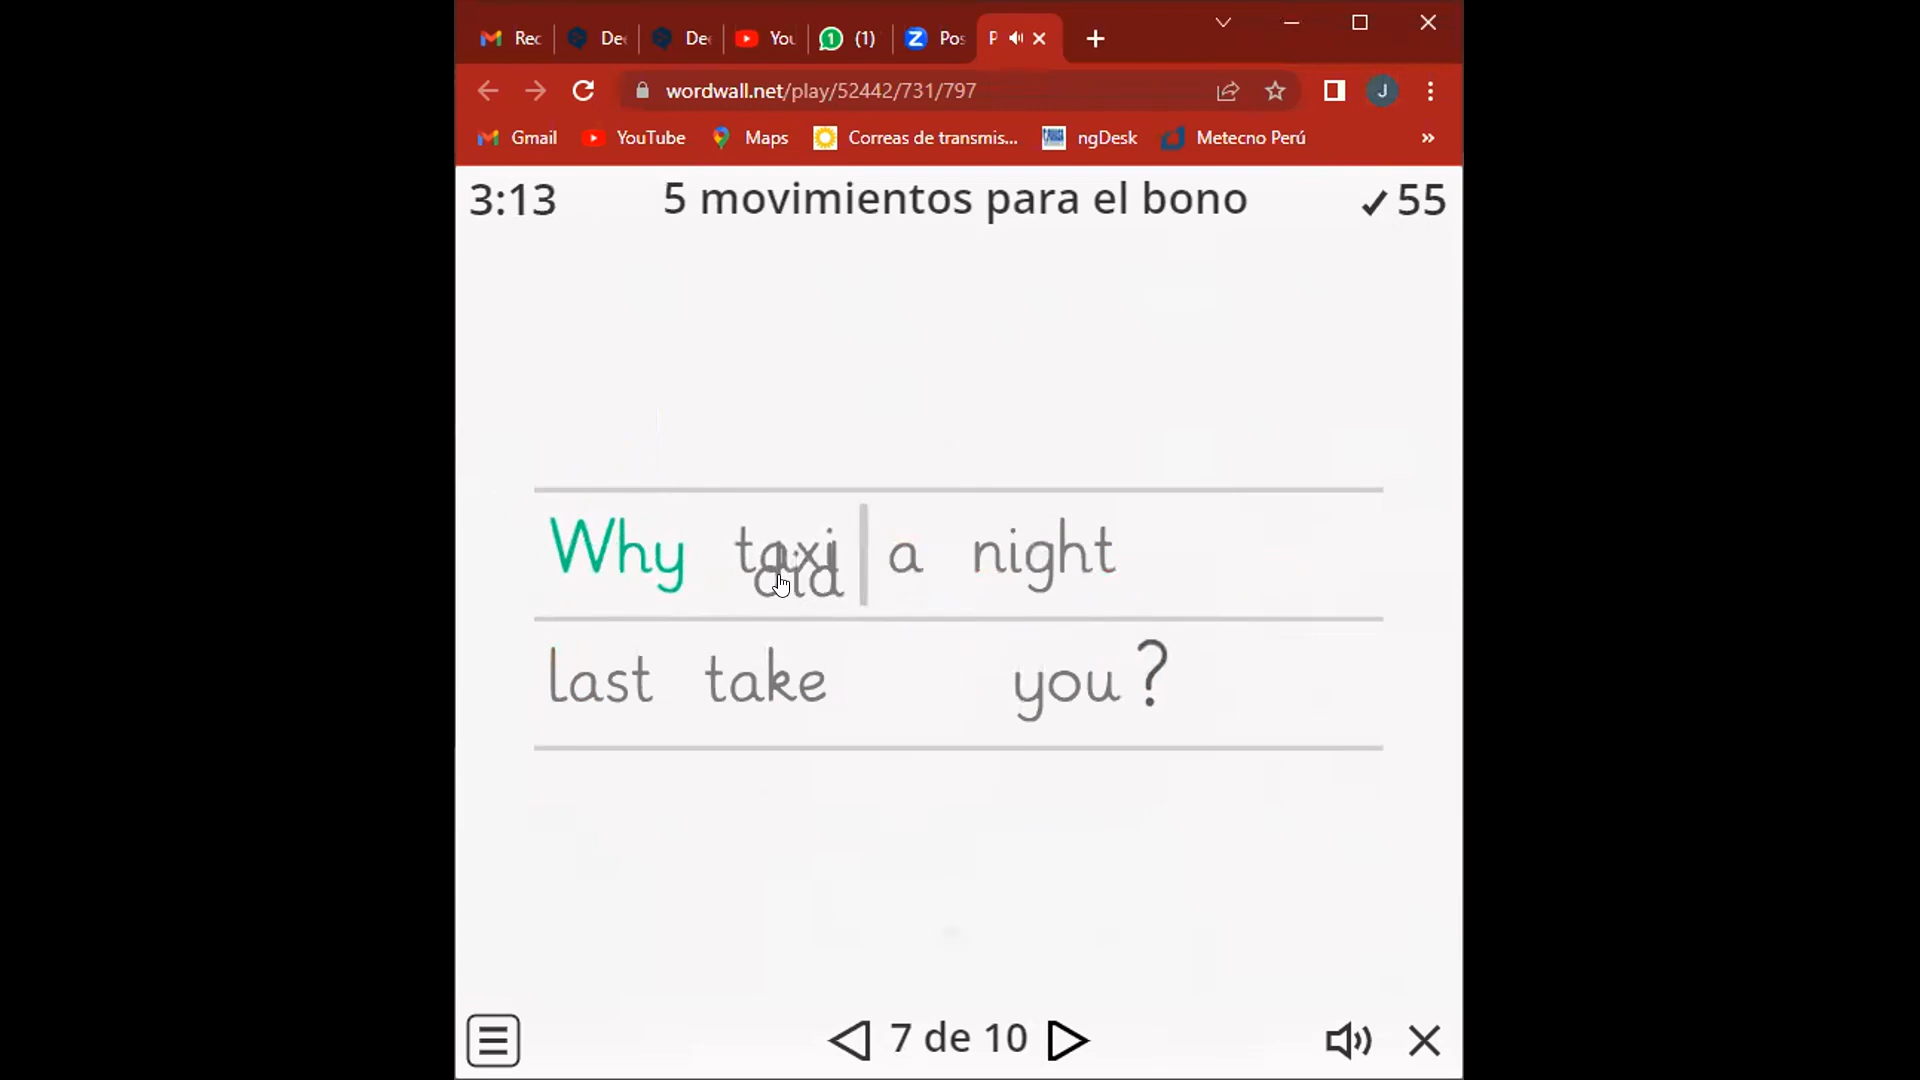 Rec De De You (1) Pos P
wordwall.net/play/52442/731/797 J
Gmail YouTube Maps Correas de transmis... ngDesk Metecno Perú »
3:13 5 movimientos para el bono ✓55
Why taxi did a night
last take you?
7 de 10